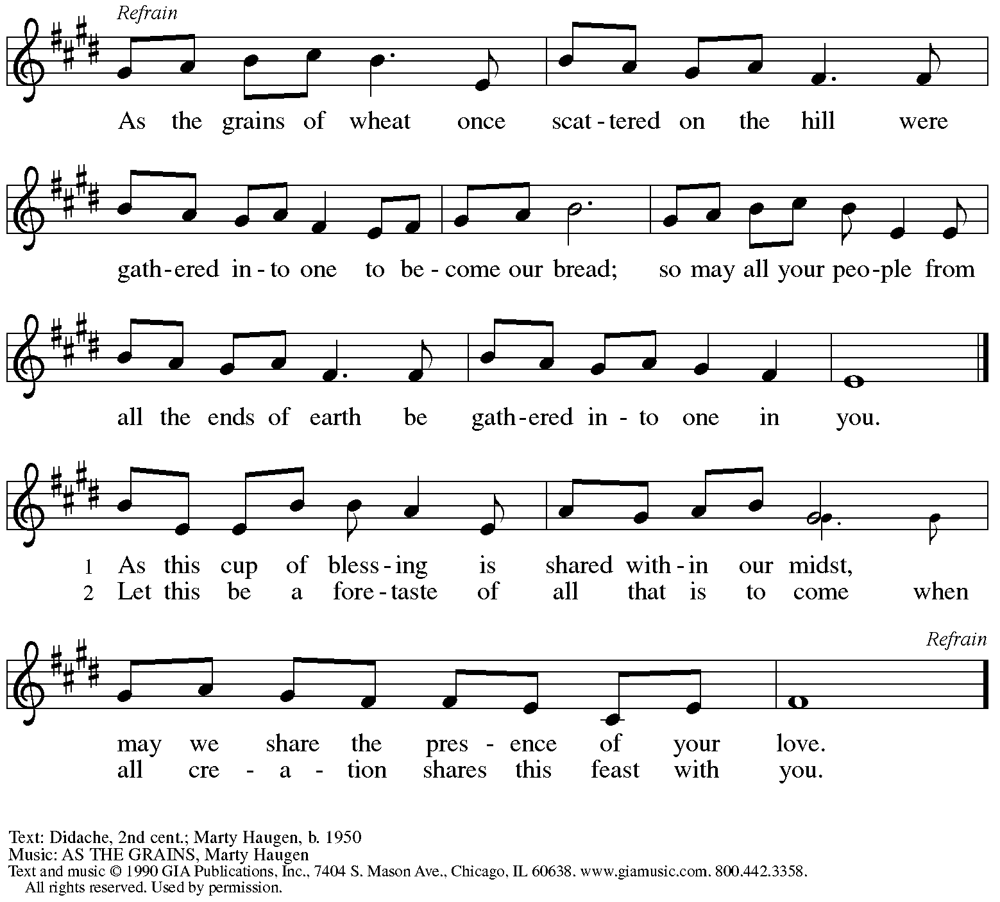 Refrain
As the grains of wheat once scat - tered on the hill were
gath - ered in - to one to be - come our bread; so may all your peo - ple from
all the ends of earth be gath - ered in - to one in you.
1 As this cup of bless - ing is shared with - in our midst,
2 Let this be a fore - taste of all that is to come when
Refrain
may we share the pres - ence of your love.
all cre - a - tion shares this feast with you.
Text: Didache, 2nd cent.; Marty Haugen, b. 1950
Music: AS THE GRAINS, Marty Haugen
Text and music © 1990 GIA Publications, Inc., 7404 S. Mason Ave., Chicago, IL 60638. www.giamusic.com. 800.442.3358.
All rights reserved. Used by permission.